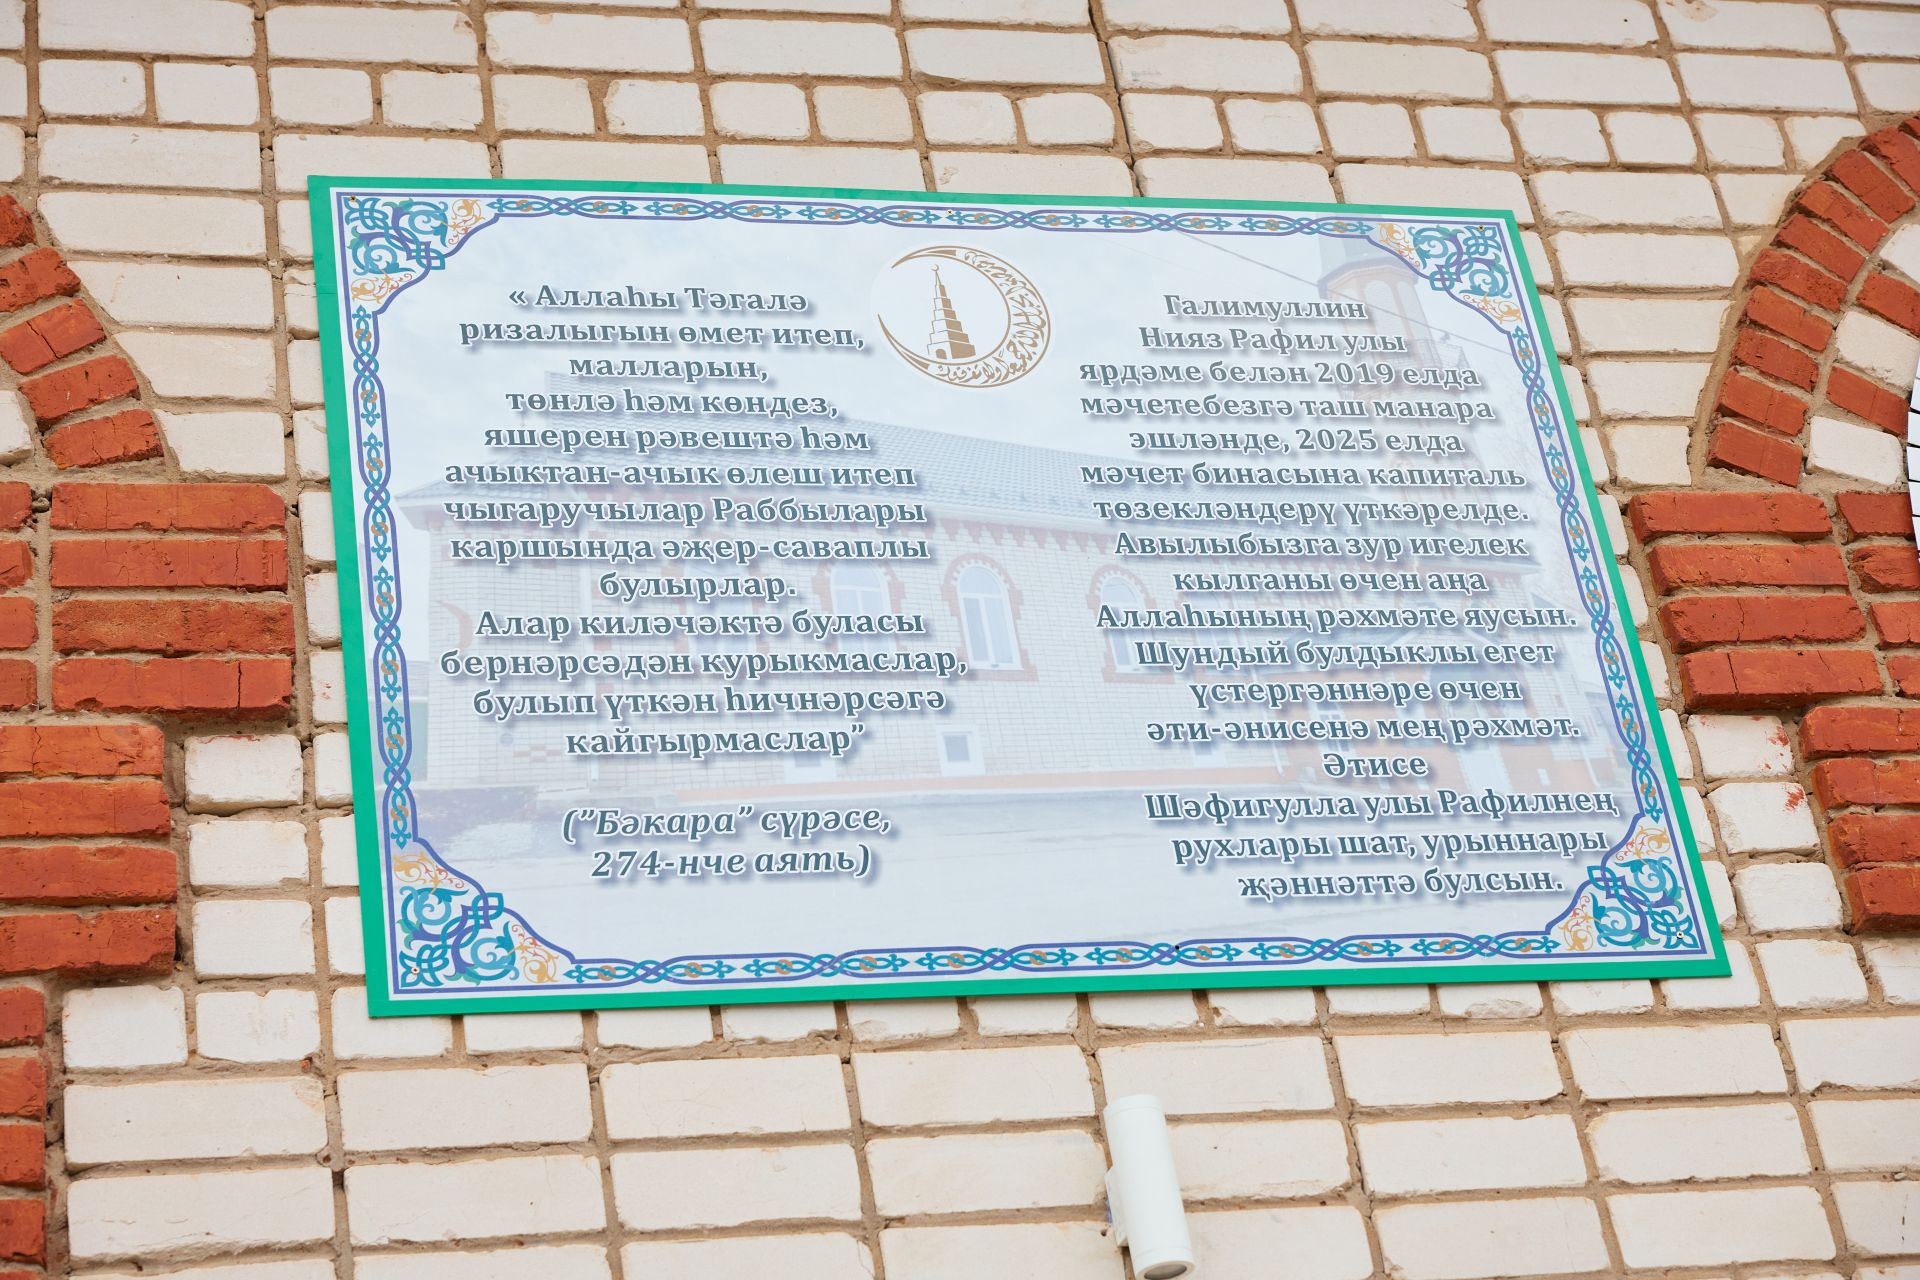 « Аллаһы Тәгалә
ризалыгын өмет итеп,
малларын,
төнлә һәм көндез,
яшерен рәвештә һәм
ачыктан-ачык өлеш итеп
чыгаручылар Раббылары
каршында әҗер-саваплы
булырлар.
Алар киләчәктә буласы
бернәрсәдән курыкмаслар,
булып үткән һичнәрсәгә
кайгырмаслар”
(”Бәкара” сүрәсе,
274-нче аять)
Галимуллин
Нияз Рафил улы
ярдәме белән 2019 елда
мәчетебезгә таш манара
эшләнде, 2025 елда
мәчет бинасына капиталь
төзекләндерү үткәрелде.
Авылыбызга зур игелек
кылганы өчен аңа
Аллаһының рәхмәте яусын.
Шундый булдыклы егет
үстергәннәре өчен
әти-әнисенә мең рәхмәт.
Әтисе
Шәфигулла улы Рафилнең
рухлары шат, урыннары
җәннәттә булсын.